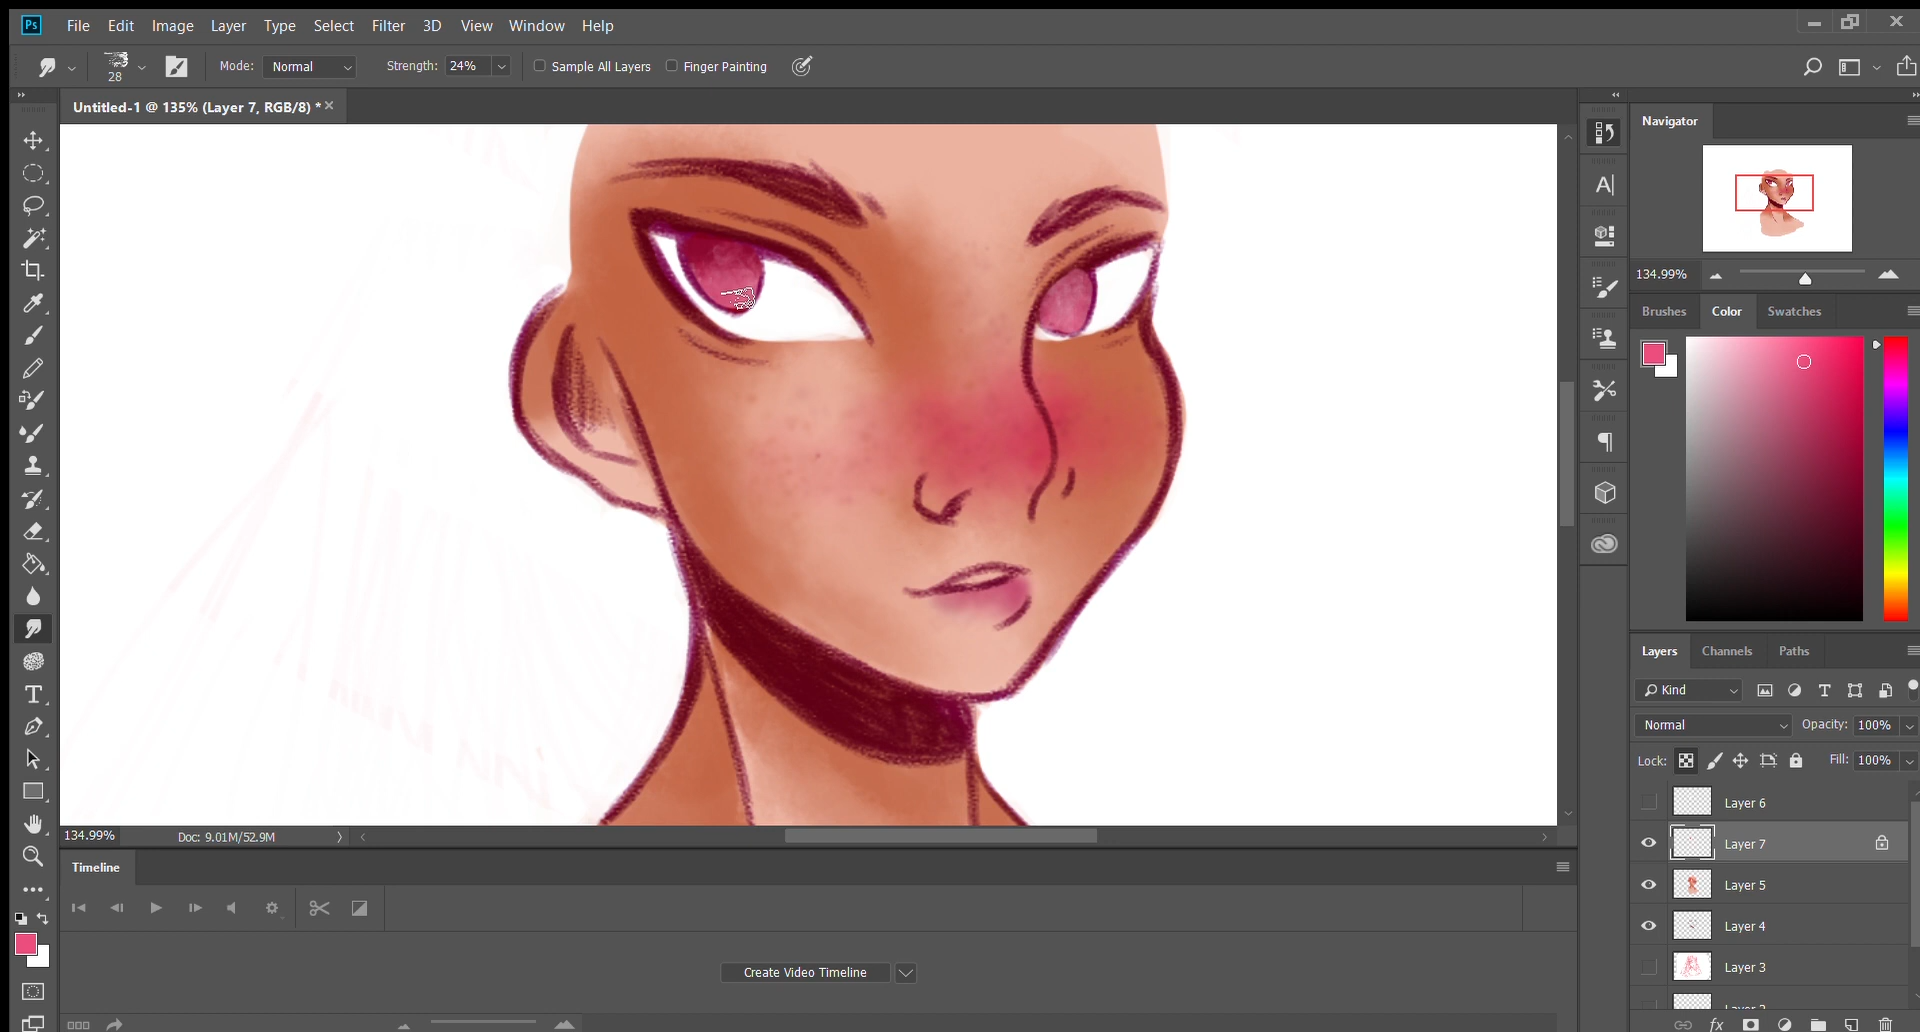 Ps File Edit Image Layer Type Select Filter 3D View Window Help
28 Mode: Normal Strength: 24% Sample All Layers Finger Painting
Untitled-1 @ 135% (Layer 7, RGB/8) *
Navigator
134.99%
Brushes Color Swatches
Layers Channels Paths
Kind
Normal Opacity: 100%
Lock: Fill: 100%
Layer 6
Layer 7
Layer 5
Layer 4
Layer 3
134.99% Doc: 9.01M/52.9M
Timeline
Create Video Timeline